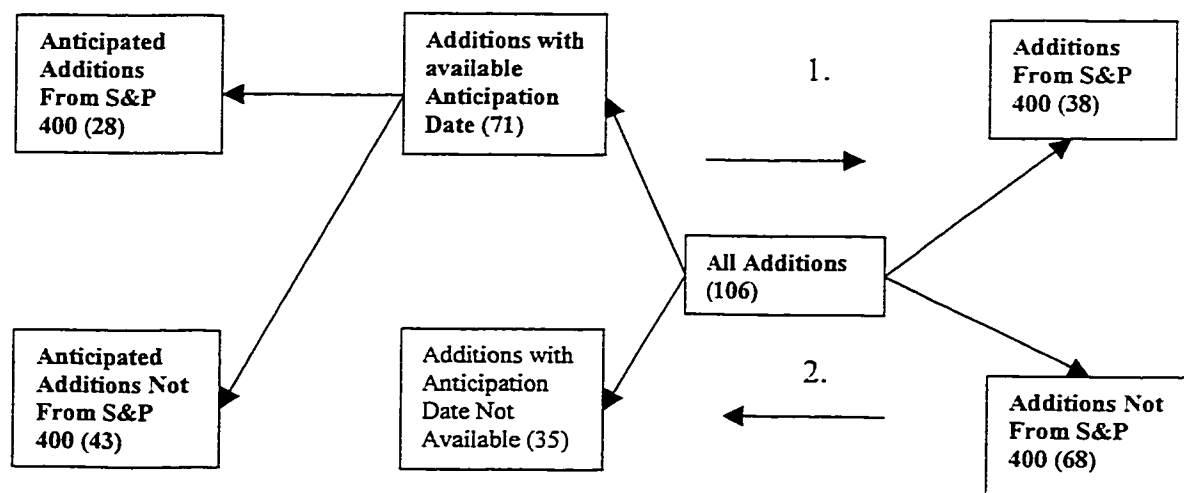 Anticipated
Additions
From S&P
400 (28)
Additions with
available
Anticipation
Date (71)
1.
Additions
From S&P
400 (38)
All Additions
(106)
Anticipated
Additions Not
From S&P
400 (43)
Additions with
Anticipation
Date Not
Available (35)
2.
Additions Not
From S&P
400 (68)